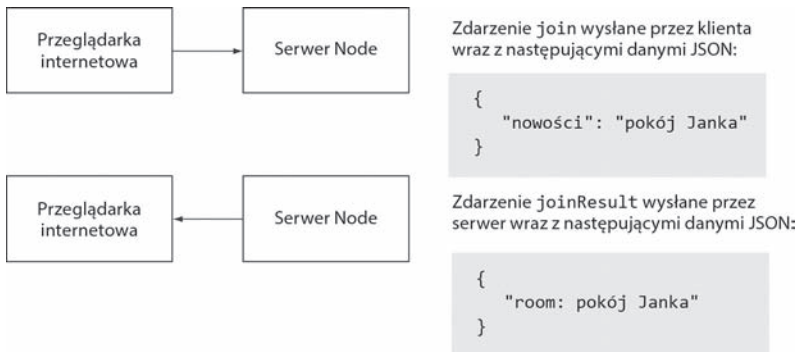 Przeglądarka
internetowa
Serwer Node
Zdarzenie join wysłane przez klienta
wraz z następującymi danymi JSON:
{
"nowości": "pokój Janka"
}
Przeglądarka
internetowa
Serwer Node
Zdarzenie joinResult wysłane przez
serwer wraz z następującymi danymi JSON:
{
"room: pokój Janka"
}